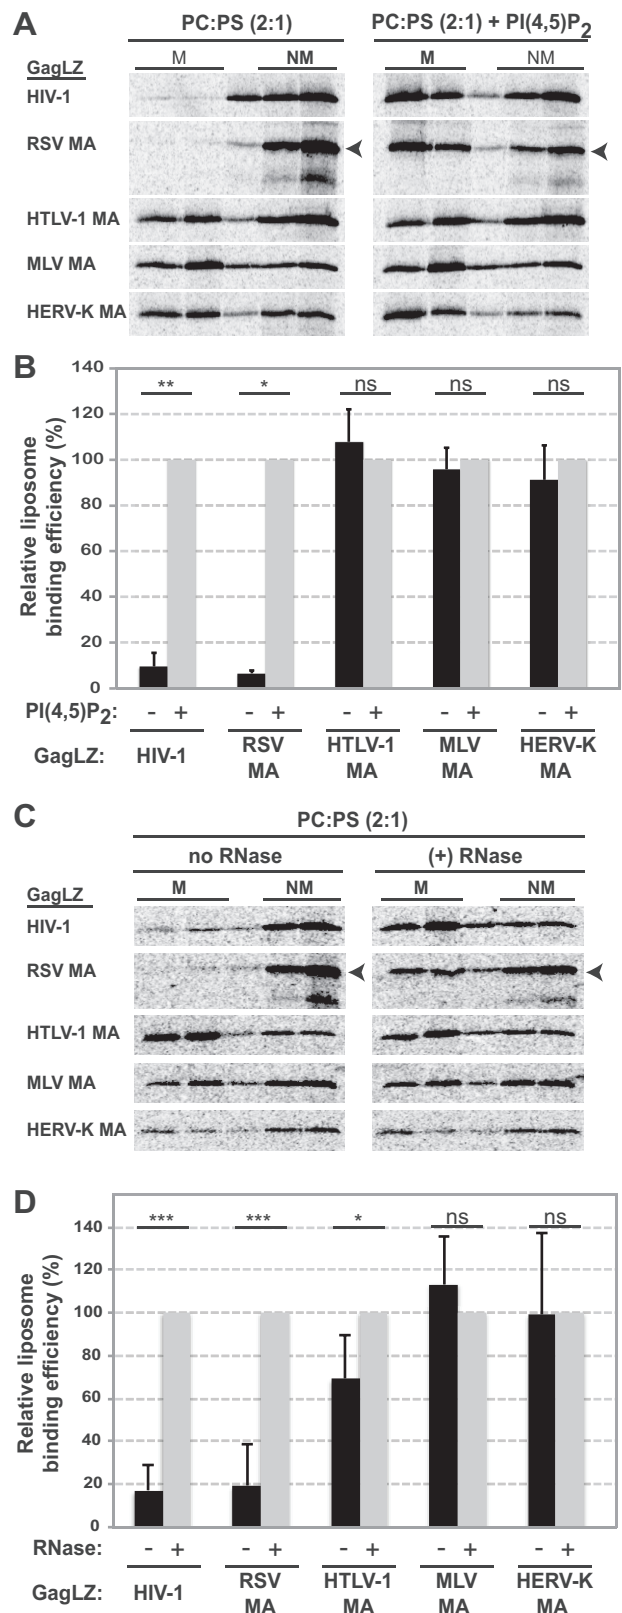 A
PC:PS (2:1) PC:PS (2:1) + PI(4,5)P2
GagLZ M NM M NM
HIV-1
RSV MA
HTLV-1 MA
MLV MA
HERV-K MA
B
Relative liposome
binding efficiency (%)
140
** * ns ns ns
120
100
80
60
40
20
0
PI(4,5)P2: - + - + - + - + - +
GagLZ: HIV-1 RSV MA HTLV-1 MA MLV MA HERV-K MA
C
PC:PS (2:1)
no RNase (+) RNase
GagLZ M NM M NM
HIV-1
RSV MA
HTLV-1 MA
MLV MA
HERV-K MA
D
Relative liposome
binding efficiency (%)
*** *** * ns ns
140
120
100
80
60
40
20
0
RNase: - + - + - + - + - +
GagLZ: HIV-1 RSV MA HTLV-1 MA MLV MA HERV-K MA